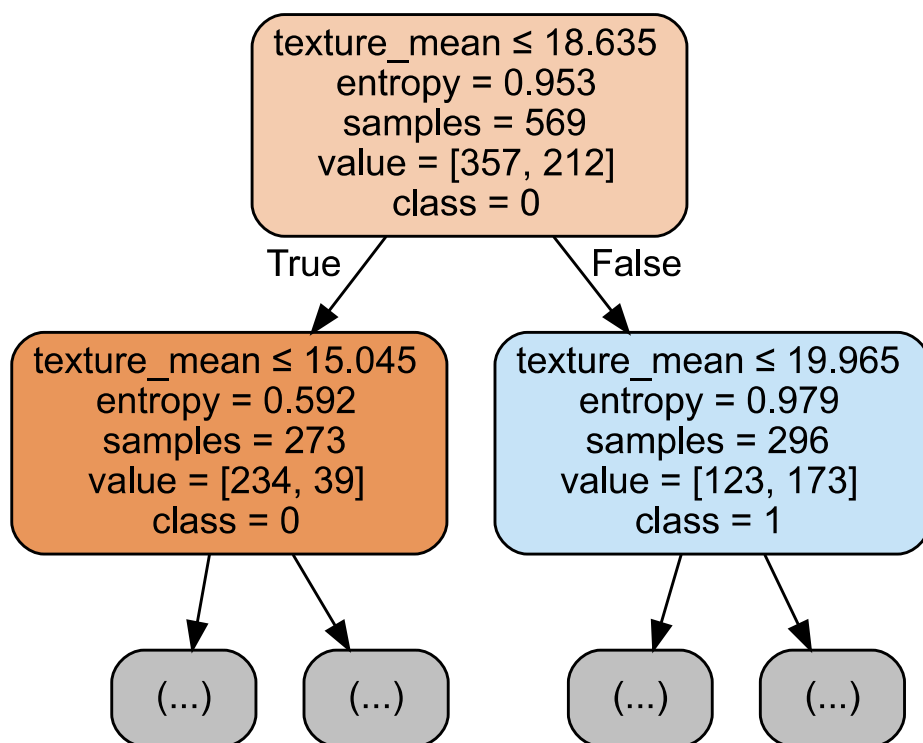 texture_mean ≤ 18.635
entropy = 0.953
samples = 569
value = [357, 212]
class = 0
True
False
texture_mean ≤ 15.045
entropy = 0.592
samples = 273
value = [234, 39]
class = 0
texture_mean ≤ 19.965
entropy = 0.979
samples = 296
value = [123, 173]
class = 1
(...)
(...)
(...)
(...)